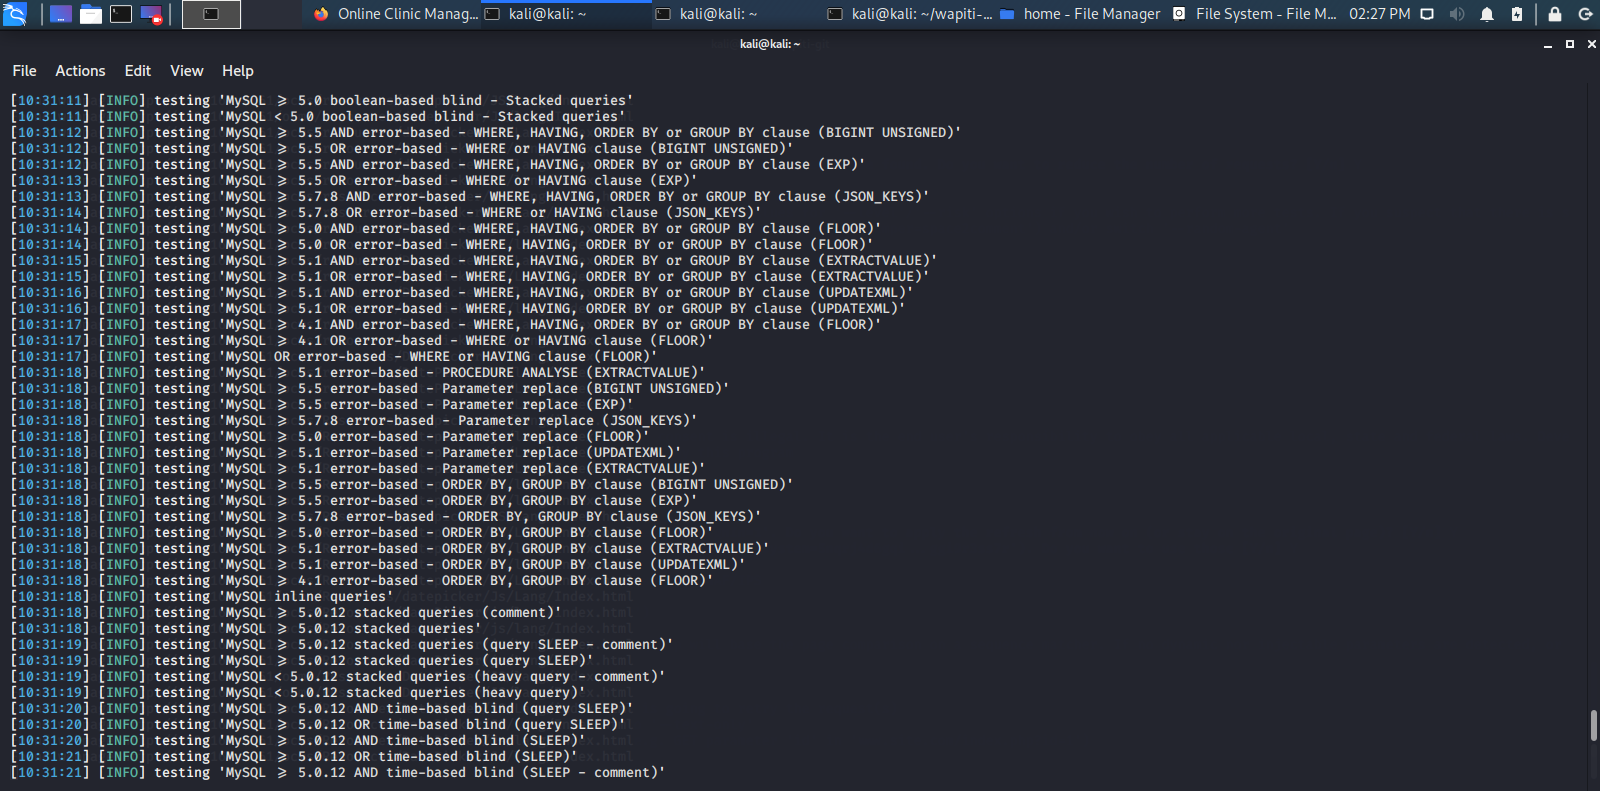 Online Clinic Manag...
kali@kali: ~
kali@kali: ~
kali@kali: ~/wapiti-...
home - File Manager
File System - File M...
02:27 PM
kali@kali: ~
File Actions Edit View Help
[10:31:11] [INFO] testing 'MySQL ≥ 5.0 boolean-based blind - Stacked queries'
[10:31:11] [INFO] testing 'MySQL < 5.0 boolean-based blind - Stacked queries'
[10:31:12] [INFO] testing 'MySQL ≥ 5.5 AND error-based - WHERE, HAVING, ORDER BY or GROUP BY clause (BIGINT UNSIGNED)'
[10:31:12] [INFO] testing 'MySQL ≥ 5.5 OR error-based - WHERE or HAVING clause (BIGINT UNSIGNED)'
[10:31:12] [INFO] testing 'MySQL ≥ 5.5 AND error-based - WHERE, HAVING, ORDER BY or GROUP BY clause (EXP)'
[10:31:13] [INFO] testing 'MySQL ≥ 5.5 OR error-based - WHERE or HAVING clause (EXP)'
[10:31:13] [INFO] testing 'MySQL ≥ 5.7.8 AND error-based - WHERE, HAVING, ORDER BY or GROUP BY clause (JSON_KEYS)'
[10:31:14] [INFO] testing 'MySQL ≥ 5.7.8 OR error-based - WHERE or HAVING clause (JSON_KEYS)'
[10:31:14] [INFO] testing 'MySQL ≥ 5.0 AND error-based - WHERE, HAVING, ORDER BY or GROUP BY clause (FLOOR)'
[10:31:14] [INFO] testing 'MySQL ≥ 5.0 OR error-based - WHERE, HAVING, ORDER BY or GROUP BY clause (FLOOR)'
[10:31:15] [INFO] testing 'MySQL ≥ 5.1 AND error-based - WHERE, HAVING, ORDER BY or GROUP BY clause (EXTRACTVALUE)'
[10:31:15] [INFO] testing 'MySQL ≥ 5.1 OR error-based - WHERE, HAVING, ORDER BY or GROUP BY clause (EXTRACTVALUE)'
[10:31:16] [INFO] testing 'MySQL ≥ 5.1 AND error-based - WHERE, HAVING, ORDER BY or GROUP BY clause (UPDATEXML)'
[10:31:16] [INFO] testing 'MySQL ≥ 5.1 OR error-based - WHERE, HAVING, ORDER BY or GROUP BY clause (UPDATEXML)'
[10:31:17] [INFO] testing 'MySQL ≥ 4.1 AND error-based - WHERE, HAVING, ORDER BY or GROUP BY clause (FLOOR)'
[10:31:17] [INFO] testing 'MySQL ≥ 4.1 OR error-based - WHERE or HAVING clause (FLOOR)'
[10:31:17] [INFO] testing 'MySQL OR error-based - WHERE or HAVING clause (FLOOR)'
[10:31:18] [INFO] testing 'MySQL ≥ 5.1 error-based - PROCEDURE ANALYSE (EXTRACTVALUE)'
[10:31:18] [INFO] testing 'MySQL ≥ 5.5 error-based - Parameter replace (BIGINT UNSIGNED)'
[10:31:18] [INFO] testing 'MySQL ≥ 5.5 error-based - Parameter replace (EXP)'
[10:31:18] [INFO] testing 'MySQL ≥ 5.7.8 error-based - Parameter replace (JSON_KEYS)'
[10:31:18] [INFO] testing 'MySQL ≥ 5.0 error-based - Parameter replace (FLOOR)'
[10:31:18] [INFO] testing 'MySQL ≥ 5.1 error-based - Parameter replace (UPDATEXML)'
[10:31:18] [INFO] testing 'MySQL ≥ 5.1 error-based - Parameter replace (EXTRACTVALUE)'
[10:31:18] [INFO] testing 'MySQL ≥ 5.5 error-based - ORDER BY, GROUP BY clause (BIGINT UNSIGNED)'
[10:31:18] [INFO] testing 'MySQL ≥ 5.5 error-based - ORDER BY, GROUP BY clause (EXP)'
[10:31:18] [INFO] testing 'MySQL ≥ 5.7.8 error-based - ORDER BY, GROUP BY clause (JSON_KEYS)'
[10:31:18] [INFO] testing 'MySQL ≥ 5.0 error-based - ORDER BY, GROUP BY clause (FLOOR)'
[10:31:18] [INFO] testing 'MySQL ≥ 5.1 error-based - ORDER BY, GROUP BY clause (EXTRACTVALUE)'
[10:31:18] [INFO] testing 'MySQL ≥ 5.1 error-based - ORDER BY, GROUP BY clause (UPDATEXML)'
[10:31:18] [INFO] testing 'MySQL ≥ 4.1 error-based - ORDER BY, GROUP BY clause (FLOOR)'
[10:31:18] [INFO] testing 'MySQL inline queries'
[10:31:18] [INFO] testing 'MySQL ≥ 5.0.12 stacked queries (comment)'
[10:31:18] [INFO] testing 'MySQL ≥ 5.0.12 stacked queries'
[10:31:19] [INFO] testing 'MySQL ≥ 5.0.12 stacked queries (query SLEEP - comment)'
[10:31:19] [INFO] testing 'MySQL ≥ 5.0.12 stacked queries (query SLEEP)'
[10:31:19] [INFO] testing 'MySQL < 5.0.12 stacked queries (heavy query - comment)'
[10:31:19] [INFO] testing 'MySQL < 5.0.12 stacked queries (heavy query)'
[10:31:20] [INFO] testing 'MySQL ≥ 5.0.12 AND time-based blind (query SLEEP)'
[10:31:20] [INFO] testing 'MySQL ≥ 5.0.12 OR time-based blind (query SLEEP)'
[10:31:20] [INFO] testing 'MySQL ≥ 5.0.12 AND time-based blind (SLEEP)'
[10:31:21] [INFO] testing 'MySQL ≥ 5.0.12 OR time-based blind (SLEEP)'
[10:31:21] [INFO] testing 'MySQL ≥ 5.0.12 AND time-based blind (SLEEP - comment)'